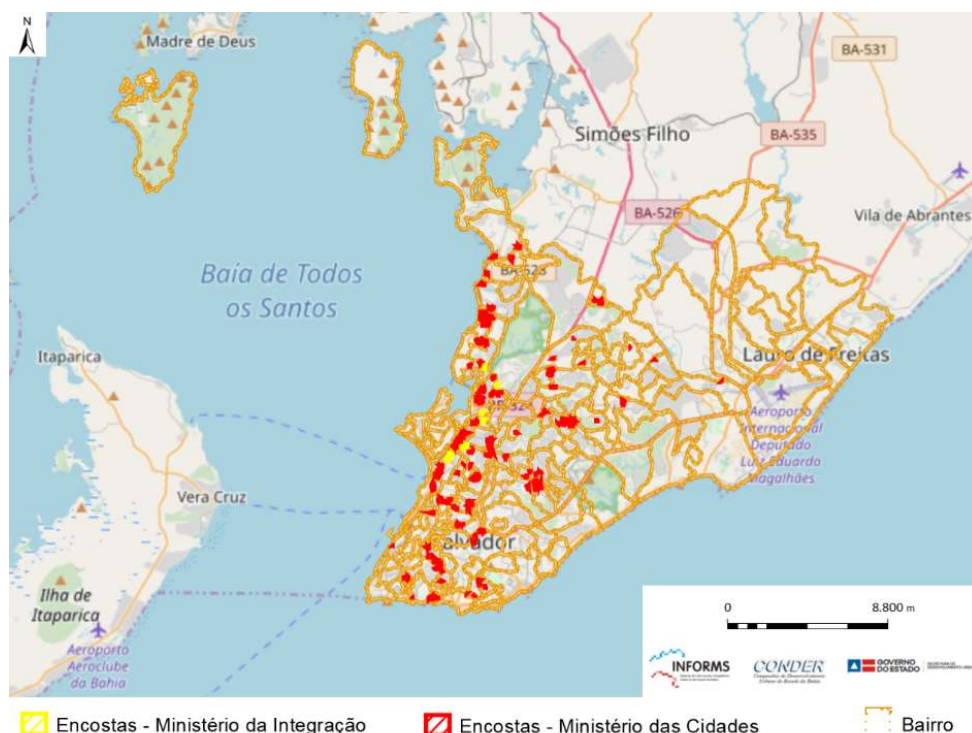 N
Madre de Deus
BA-531
Simões Filho
BA-535
BA-526
Vila de Abrantes
Baía de Todos
os Santos
BA-523
Itaparica
Lauro de Freitas
Aeroporto
Internacional
Deputado
Luiz Eduardo
Magalhães
Vera Cruz
alvador
Ilha de
Itaparica
0
8.800 m
Aeroporto
Aeroclube
da Bahia
INFORMS
CONDER
GOVERNO
DO ESTADO
Encostas - Ministério da Integração
Encostas - Ministério das Cidades
Bairro